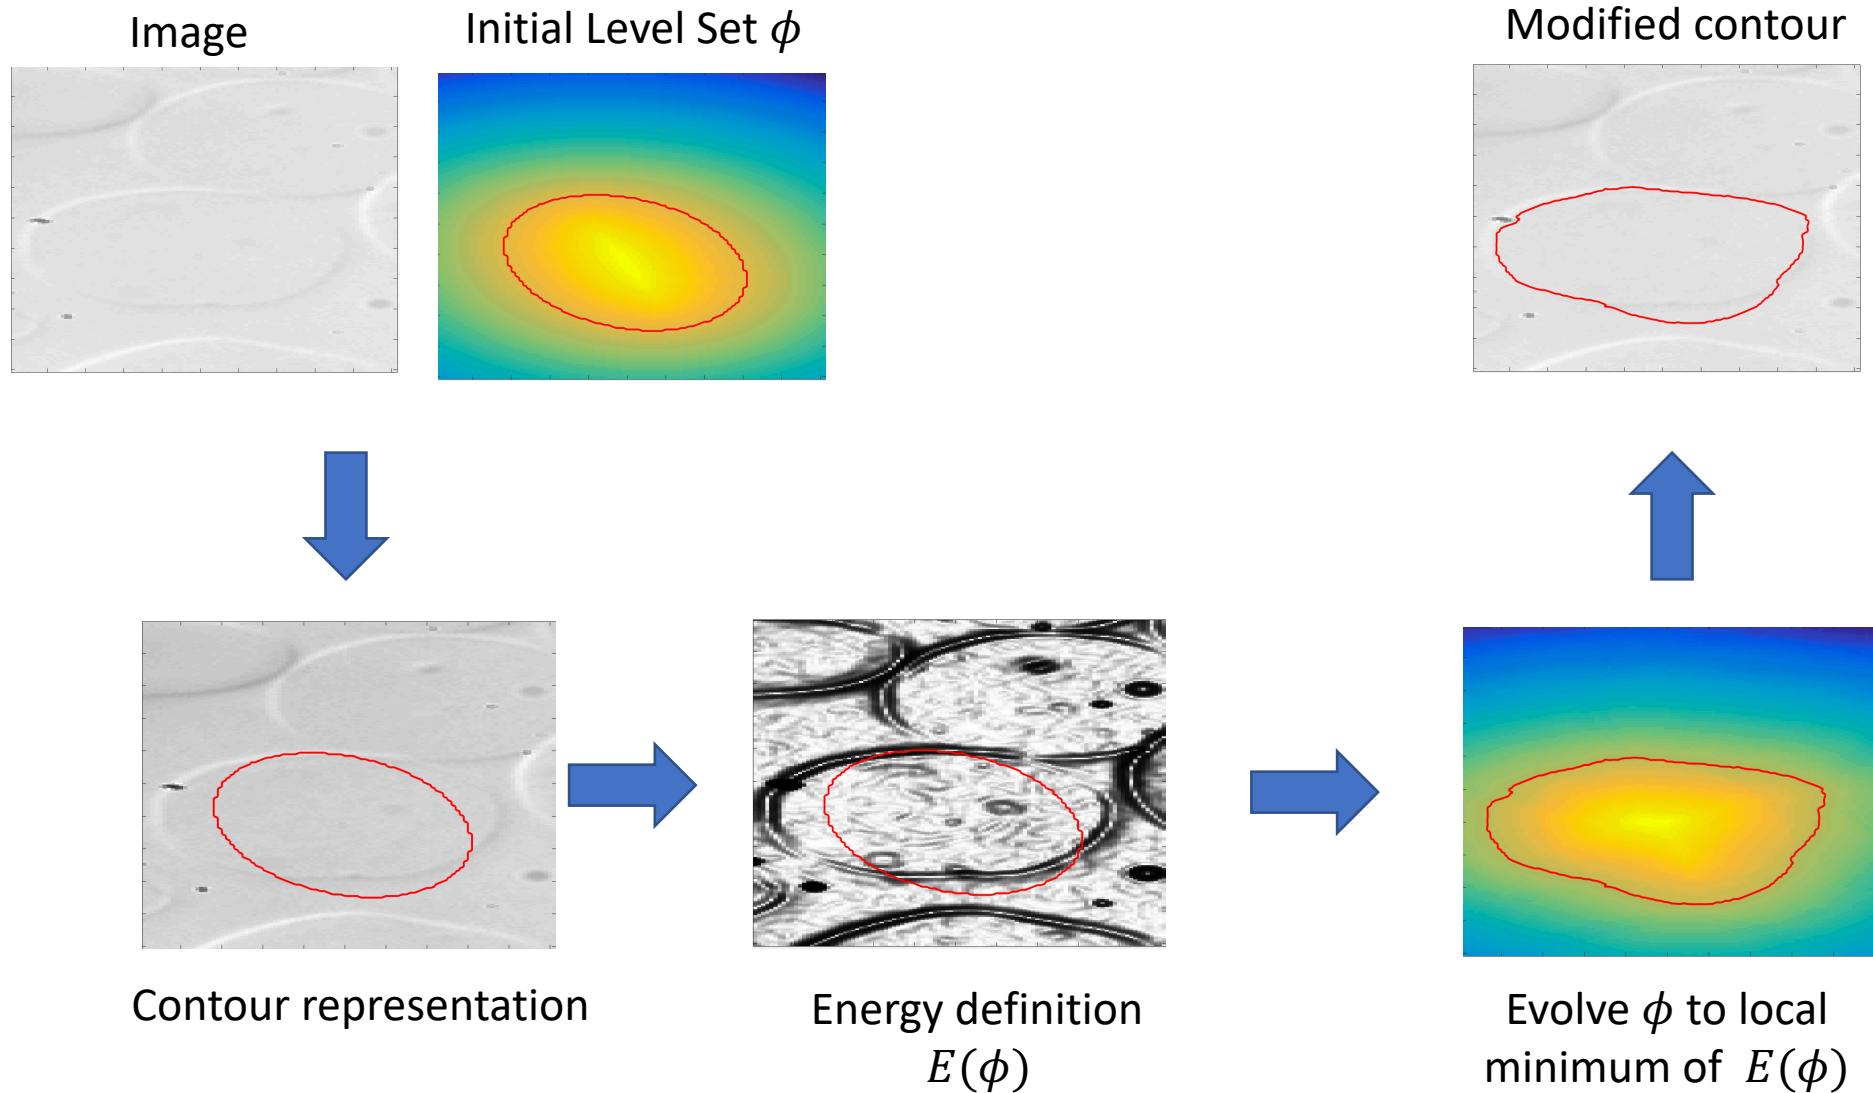 Image
Initial Level Set ϕ
Modified contour
Contour representation
Energy definition
E(ϕ)
Evolve ϕ to local
minimum of E(ϕ)